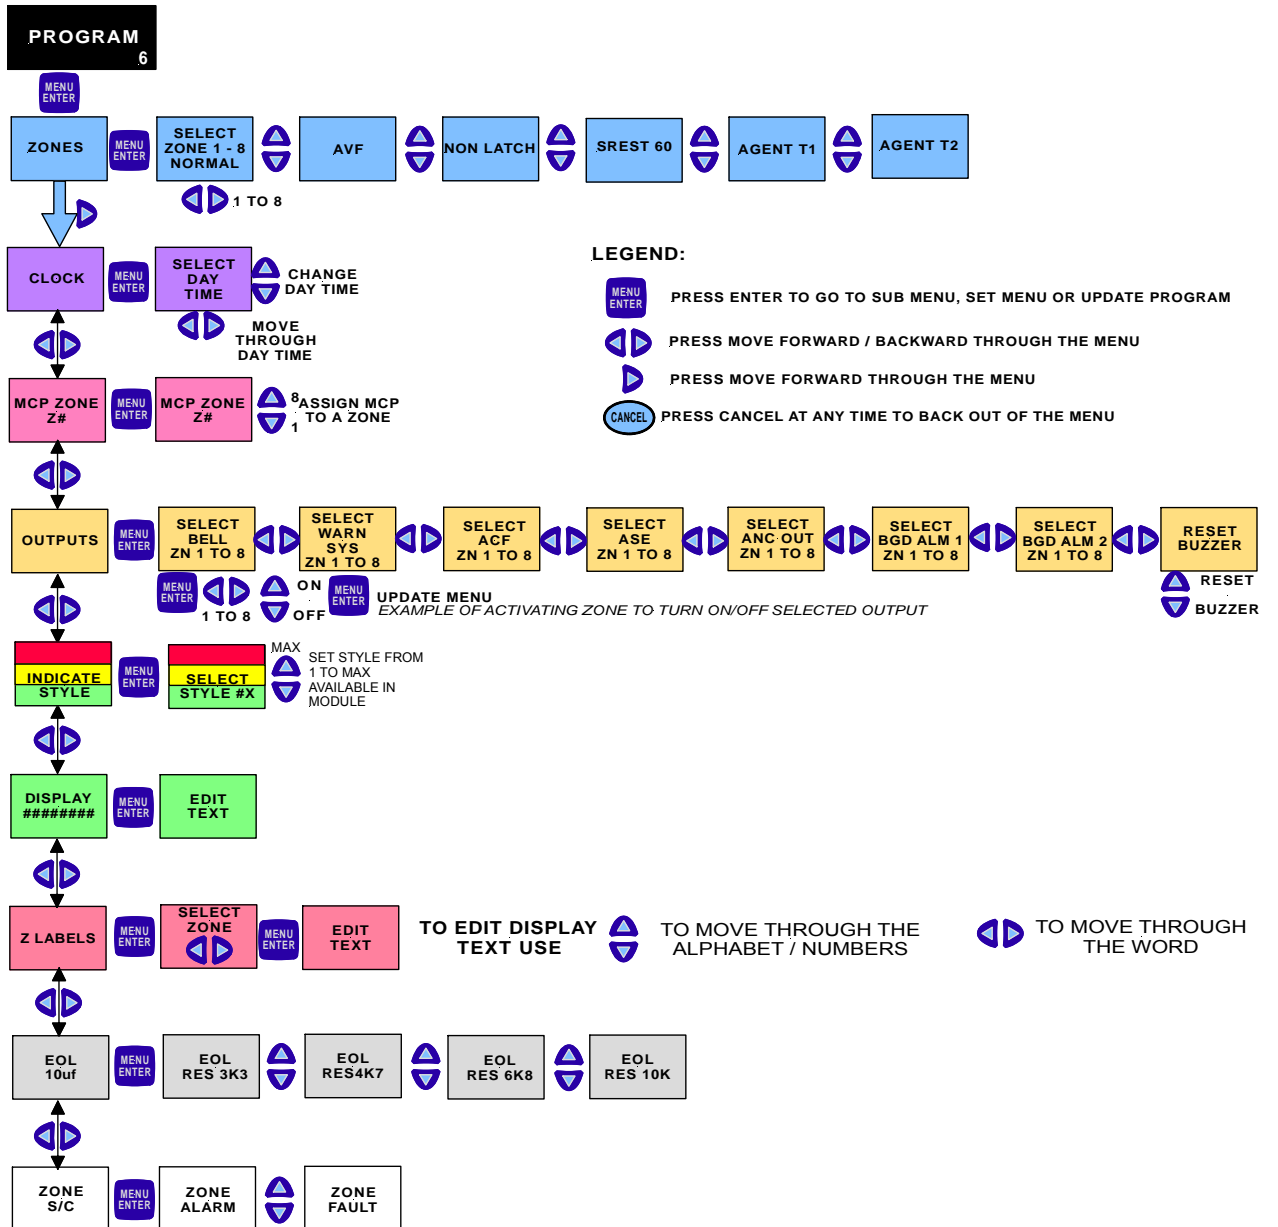 PROGRAM
6
MENU
ENTER
ZONES
MENU
ENTER
SELECT
ZONE 1 - 8
NORMAL
AVF
NON LATCH
SREST 60
AGENT T1
AGENT T2
1 TO 8
CLOCK
MENU
ENTER
SELECT
DAY
TIME
CHANGE
DAY TIME
MOVE
THROUGH
DAY TIME
LEGEND:
MENU
ENTER
PRESS ENTER TO GO TO SUB MENU, SET MENU OR UPDATE PROGRAM
PRESS MOVE FORWARD / BACKWARD THROUGH THE MENU
PRESS MOVE FORWARD THROUGH THE MENU
CANCEL
PRESS CANCEL AT ANY TIME TO BACK OUT OF THE MENU
MCP ZONE
Z#
MENU
ENTER
MCP ZONE
Z#
8
1
ASSIGN MCP
TO A ZONE
OUTPUTS
MENU
ENTER
SELECT
BELL
ZN 1 TO 8
SELECT
WARN
SYS
ZN 1 TO 8
SELECT
ACF
ZN 1 TO 8
SELECT
ASE
ZN 1 TO 8
SELECT
ANC OUT
ZN 1 TO 8
SELECT
BGD ALM 1
ZN 1 TO 8
SELECT
BGD ALM 2
ZN 1 TO 8
RESET
BUZZER
MENU
ENTER
1 TO 8
ON
OFF
MENU
ENTER
UPDATE MENU
EXAMPLE OF ACTIVATING ZONE TO TURN ON/OFF SELECTED OUTPUT
RESET
BUZZER
INDICATE
STYLE
MENU
ENTER
SELECT
STYLE #X
MAX
SET STYLE FROM
1 TO MAX
AVAILABLE IN
MODULE
DISPLAY
########
MENU
ENTER
EDIT
TEXT
Z LABELS
MENU
ENTER
SELECT
ZONE
MENU
ENTER
EDIT
TEXT
TO EDIT DISPLAY
TEXT USE
TO MOVE THROUGH THE
ALPHABET / NUMBERS
TO MOVE THROUGH
THE WORD
EOL
10uf
MENU
ENTER
EOL
RES 3K3
EOL
RES4K7
EOL
RES 6K8
EOL
RES 10K
ZONE
S/C
MENU
ENTER
ZONE
ALARM
ZONE
FAULT